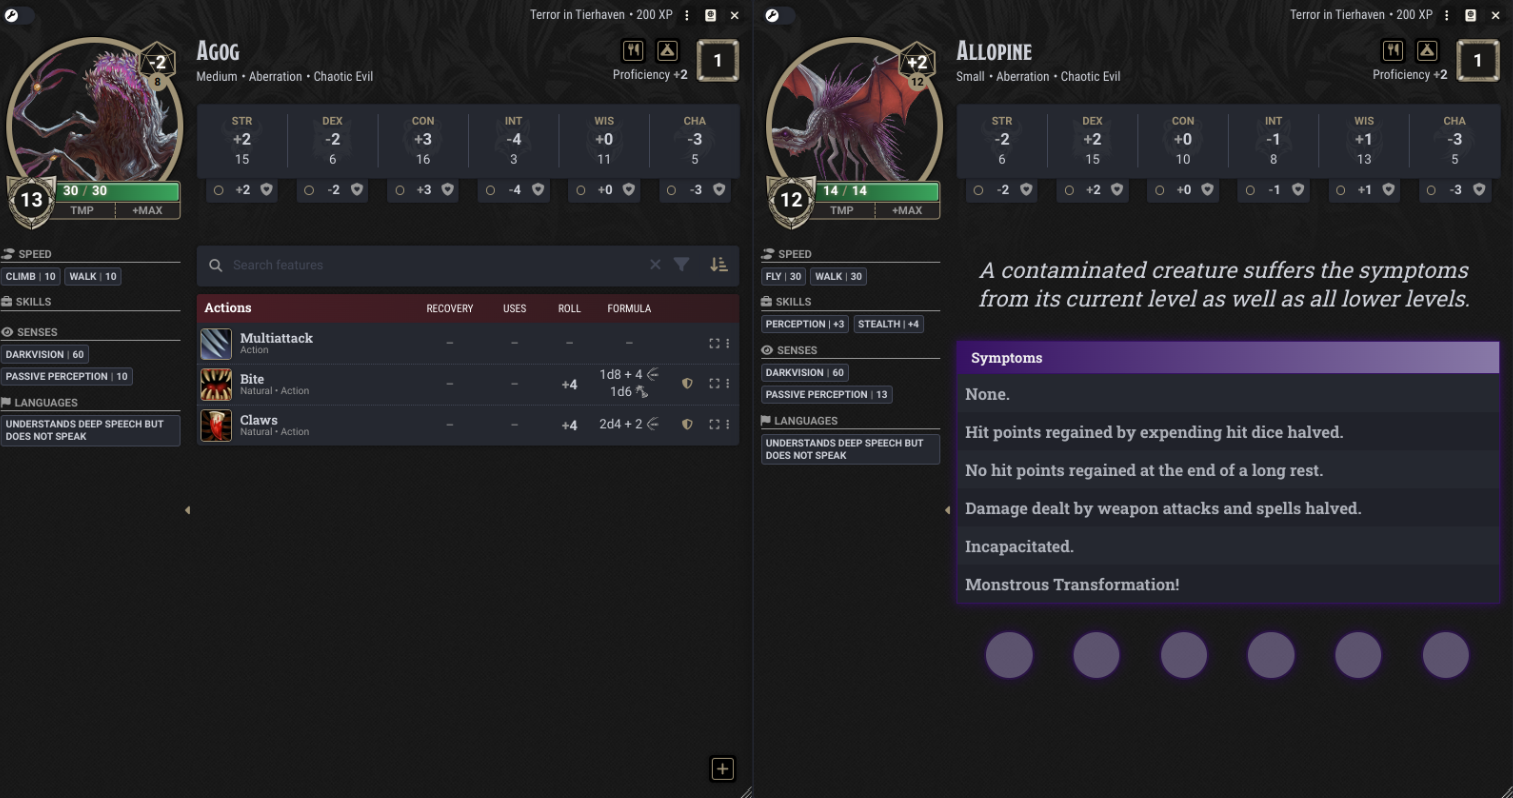 Terror in Tierhaven • 200 XP
AGOG
Medium • Aberration • Chaotic Evil
Proficiency +2
1
-2
8
STR DEX CON INT WIS CHA
+2 -2 +3 -4 +0 -3
15 6 16 3 11 5
+2 -2 +3 -4 +0 -3
13
30 / 30
TMP +MAX
SPEED
CLIMB | 10 WALK | 10
SKILLS
SENSES
DARKVISION | 60
PASSIVE PERCEPTION | 10
LANGUAGES
UNDERSTANDS DEEP SPEECH BUT
DOES NOT SPEAK
Search features
Actions RECOVERY USES ROLL FORMULA
Multiattack
Action
– – – –
Bite
Natural • Action
– – +4 1d8 + 4
1d6
Claws
Natural • Action
– – +4 2d4 + 2
Terror in Tierhaven • 200 XP
ALLOPINE
Small • Aberration • Chaotic Evil
Proficiency +2
1
+2
12
STR DEX CON INT WIS CHA
-2 +2 +0 -1 +1 -3
6 15 10 8 13 5
-2 +2 +0 -1 +1 -3
12
14 / 14
TMP +MAX
SPEED
FLY | 30 WALK | 30
SKILLS
PERCEPTION | +3 STEALTH | +4
SENSES
DARKVISION | 60
PASSIVE PERCEPTION | 13
LANGUAGES
UNDERSTANDS DEEP SPEECH BUT
DOES NOT SPEAK
A contaminated creature suffers the symptoms
from its current level as well as all lower levels.
Symptoms
None.
Hit points regained by expending hit dice halved.
No hit points regained at the end of a long rest.
Damage dealt by weapon attacks and spells halved.
Incapacitated.
Monstrous Transformation!